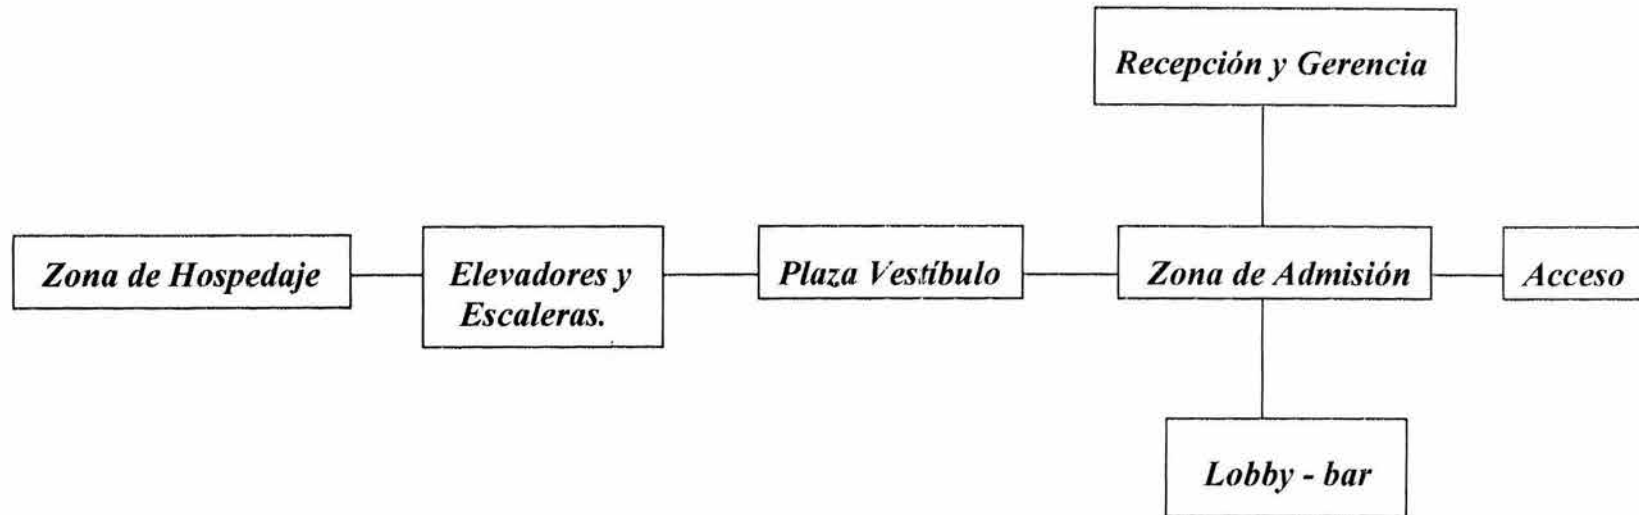 Recepción y Gerencia
Zona de Hospedaje
Elevadores y
Escaleras.
Plaza Vestíbulo
Zona de Admisión
Acceso
Lobby - bar